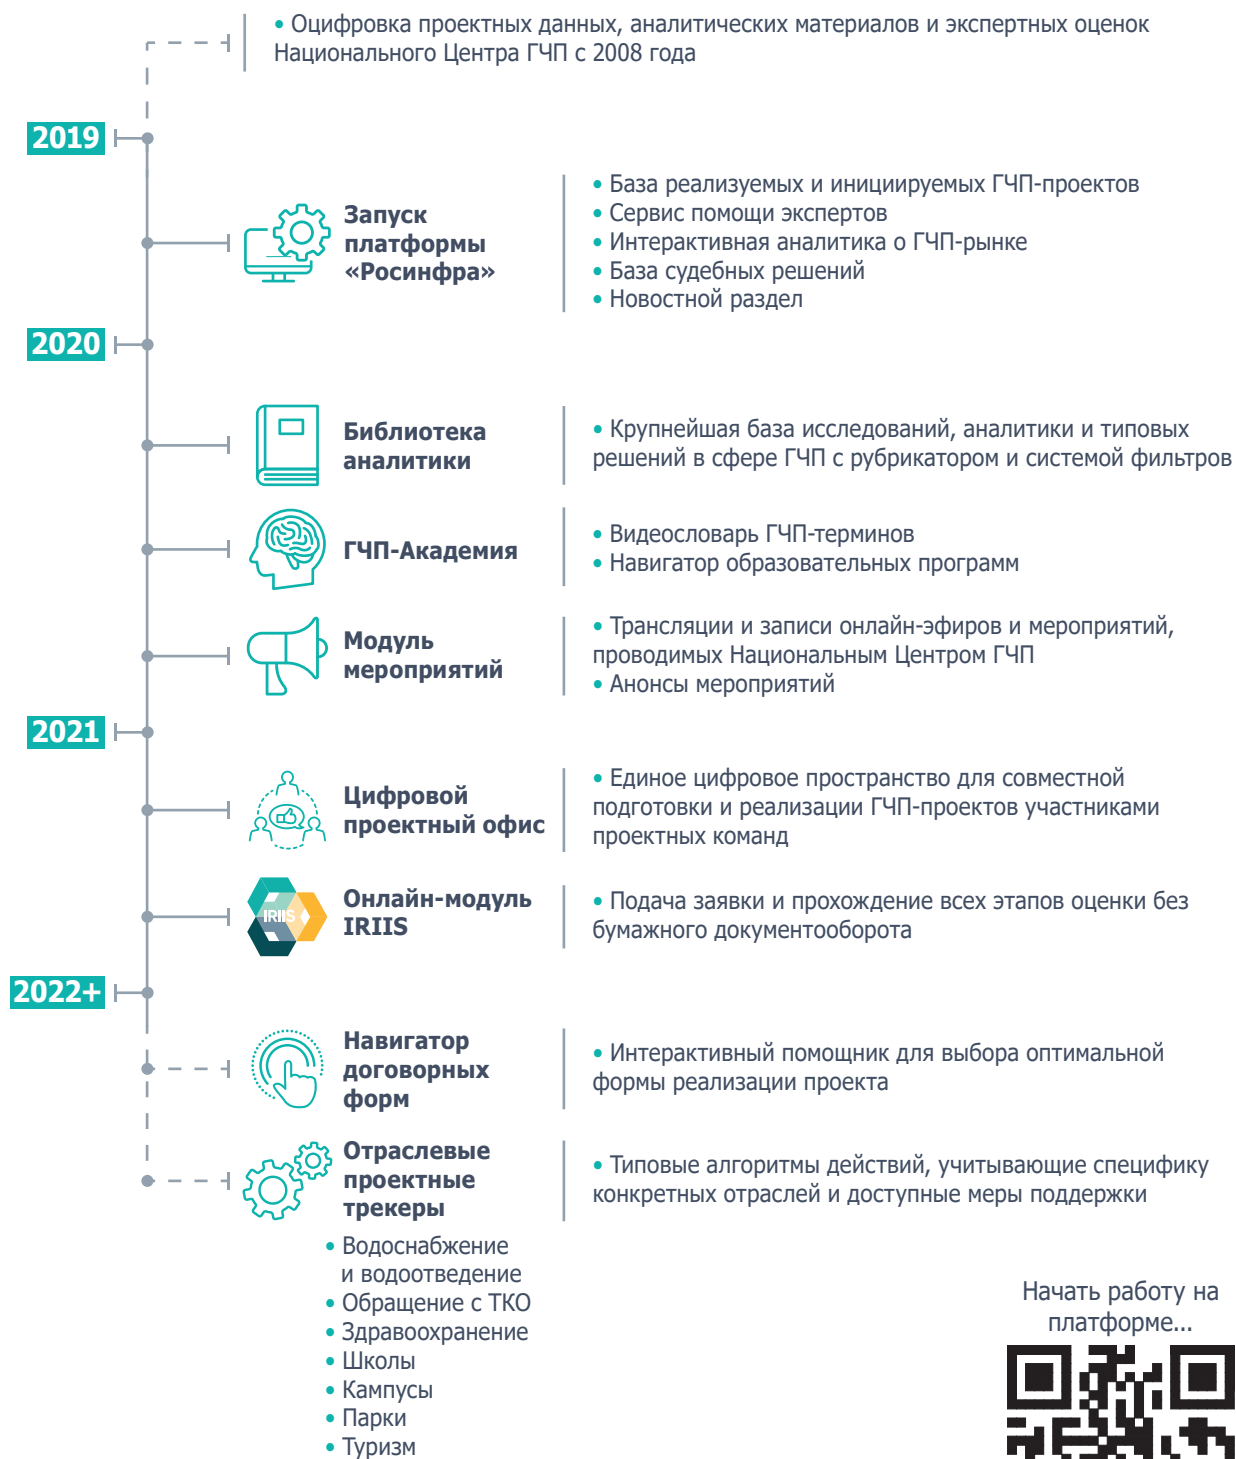 • Оцифровка проектных данных, аналитических материалов и экспертных оценок
Национального Центра ГЧП с 2008 года
2019
Запуск
платформы
«Росинфра»
• База реализуемых и инициируемых ГЧП-проектов
• Сервис помощи экспертов
• Интерактивная аналитика о ГЧП-рынке
• База судебных решений
• Новостной раздел
2020
Библиотека
аналитики
• Крупнейшая база исследований, аналитики и типовых
решений в сфере ГЧП с рубрикатором и системой фильтров
ГЧП-Академия
• Видеословарь ГЧП-терминов
• Навигатор образовательных программ
Модуль
мероприятий
• Трансляции и записи онлайн-эфиров и мероприятий,
проводимых Национальным Центром ГЧП
• Анонсы мероприятий
2021
Цифровой
проектный офис
• Единое цифровое пространство для совместной
подготовки и реализации ГЧП-проектов участниками
проектных команд
IRIIS
Онлайн-модуль
IRIIS
• Подача заявки и прохождение всех этапов оценки без
бумажного документооборота
2022+
Навигатор
договорных
форм
• Интерактивный помощник для выбора оптимальной
формы реализации проекта
Отраслевые
проектные
трекеры
• Типовые алгоритмы действий, учитывающие специфику
конкретных отраслей и доступные меры поддержки
• Водоснабжение
и водоотведение
• Обращение с ТКО
• Здравоохранение
• Школы
• Кампусы
• Парки
• Туризм
Начать работу на
платформе...